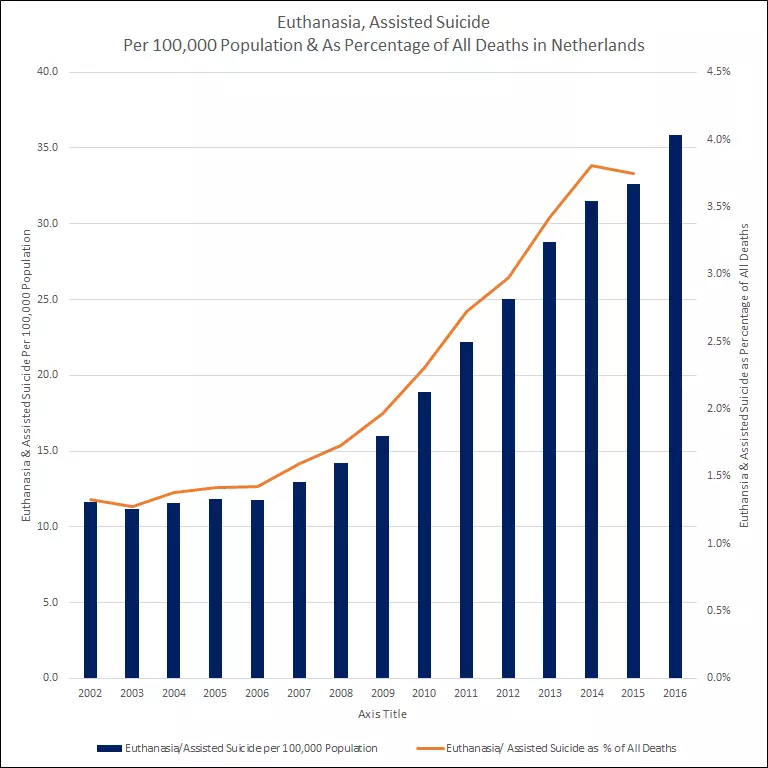 Euthanasia, Assisted Suicide
Per 100,000 Population & As Percentage of All Deaths in Netherlands
40.0
35.0
30.0
25.0
20.0
15.0
10.0
5.0
0.0
Euthanasia & Assisted Suicide Per 100,000 Population
4.5%
4.0%
3.5%
3.0%
2.5%
2.0%
1.5%
1.0%
0.5%
0.0%
Euthansia & Assisted Suicide as Percentage of All Deaths
2002 2003 2004 2005 2006 2007 2008 2009 2010 2011 2012 2013 2014 2015 2016
Axis Title
Euthanasia/Assisted Suicide per 100,000 Population
Euthanasia/ Assisted Suicide as % of All Deaths